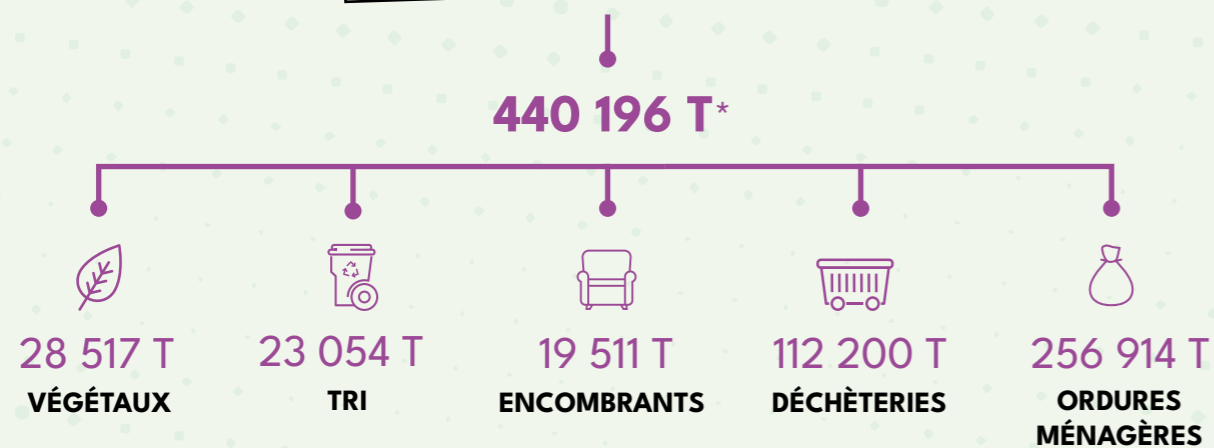 440 196 T*
28 517 T
VÉGÉTAUX
23 054 T
TRI
19 511 T
ENCOMBRANTS
112 200 T
DÉCHÈTERIES
256 914 T
ORDURES
MÉNAGÈRES